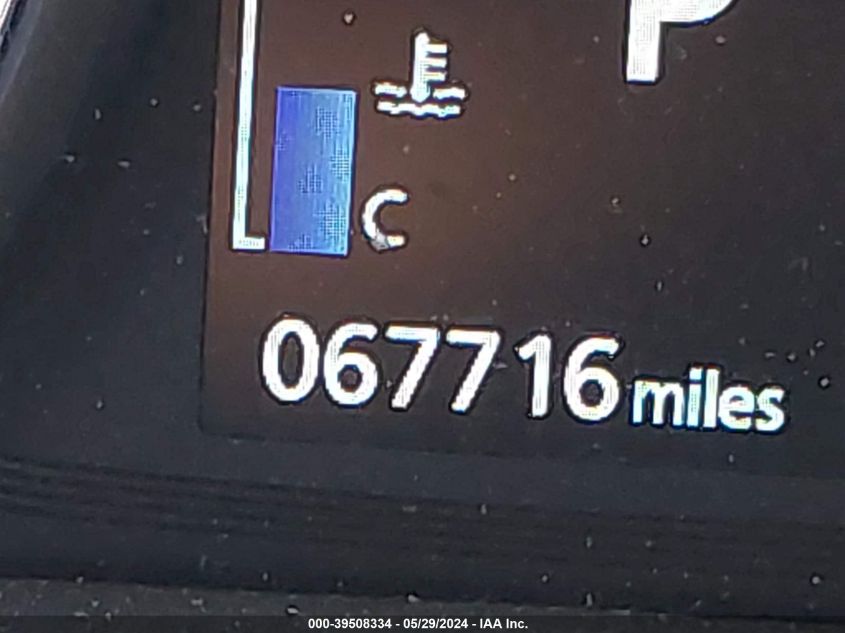 P
C
067716 miles
000-39508334 - 05/29/2024 - IAA Inc.